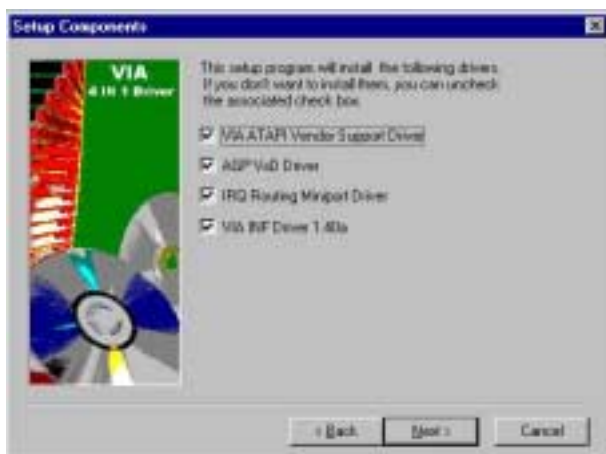 Setup Components
VIA
4 IN 1 Driver
This setup program will install the following drivers.
If you don't want to install them, you can uncheck
the associated check box.
VIA ATAPI Vendor Support Driver
AGP VxD Driver
IRQ Routing Miniport Driver
VIA INF Driver 1.40a
< Back
Next >
Cancel